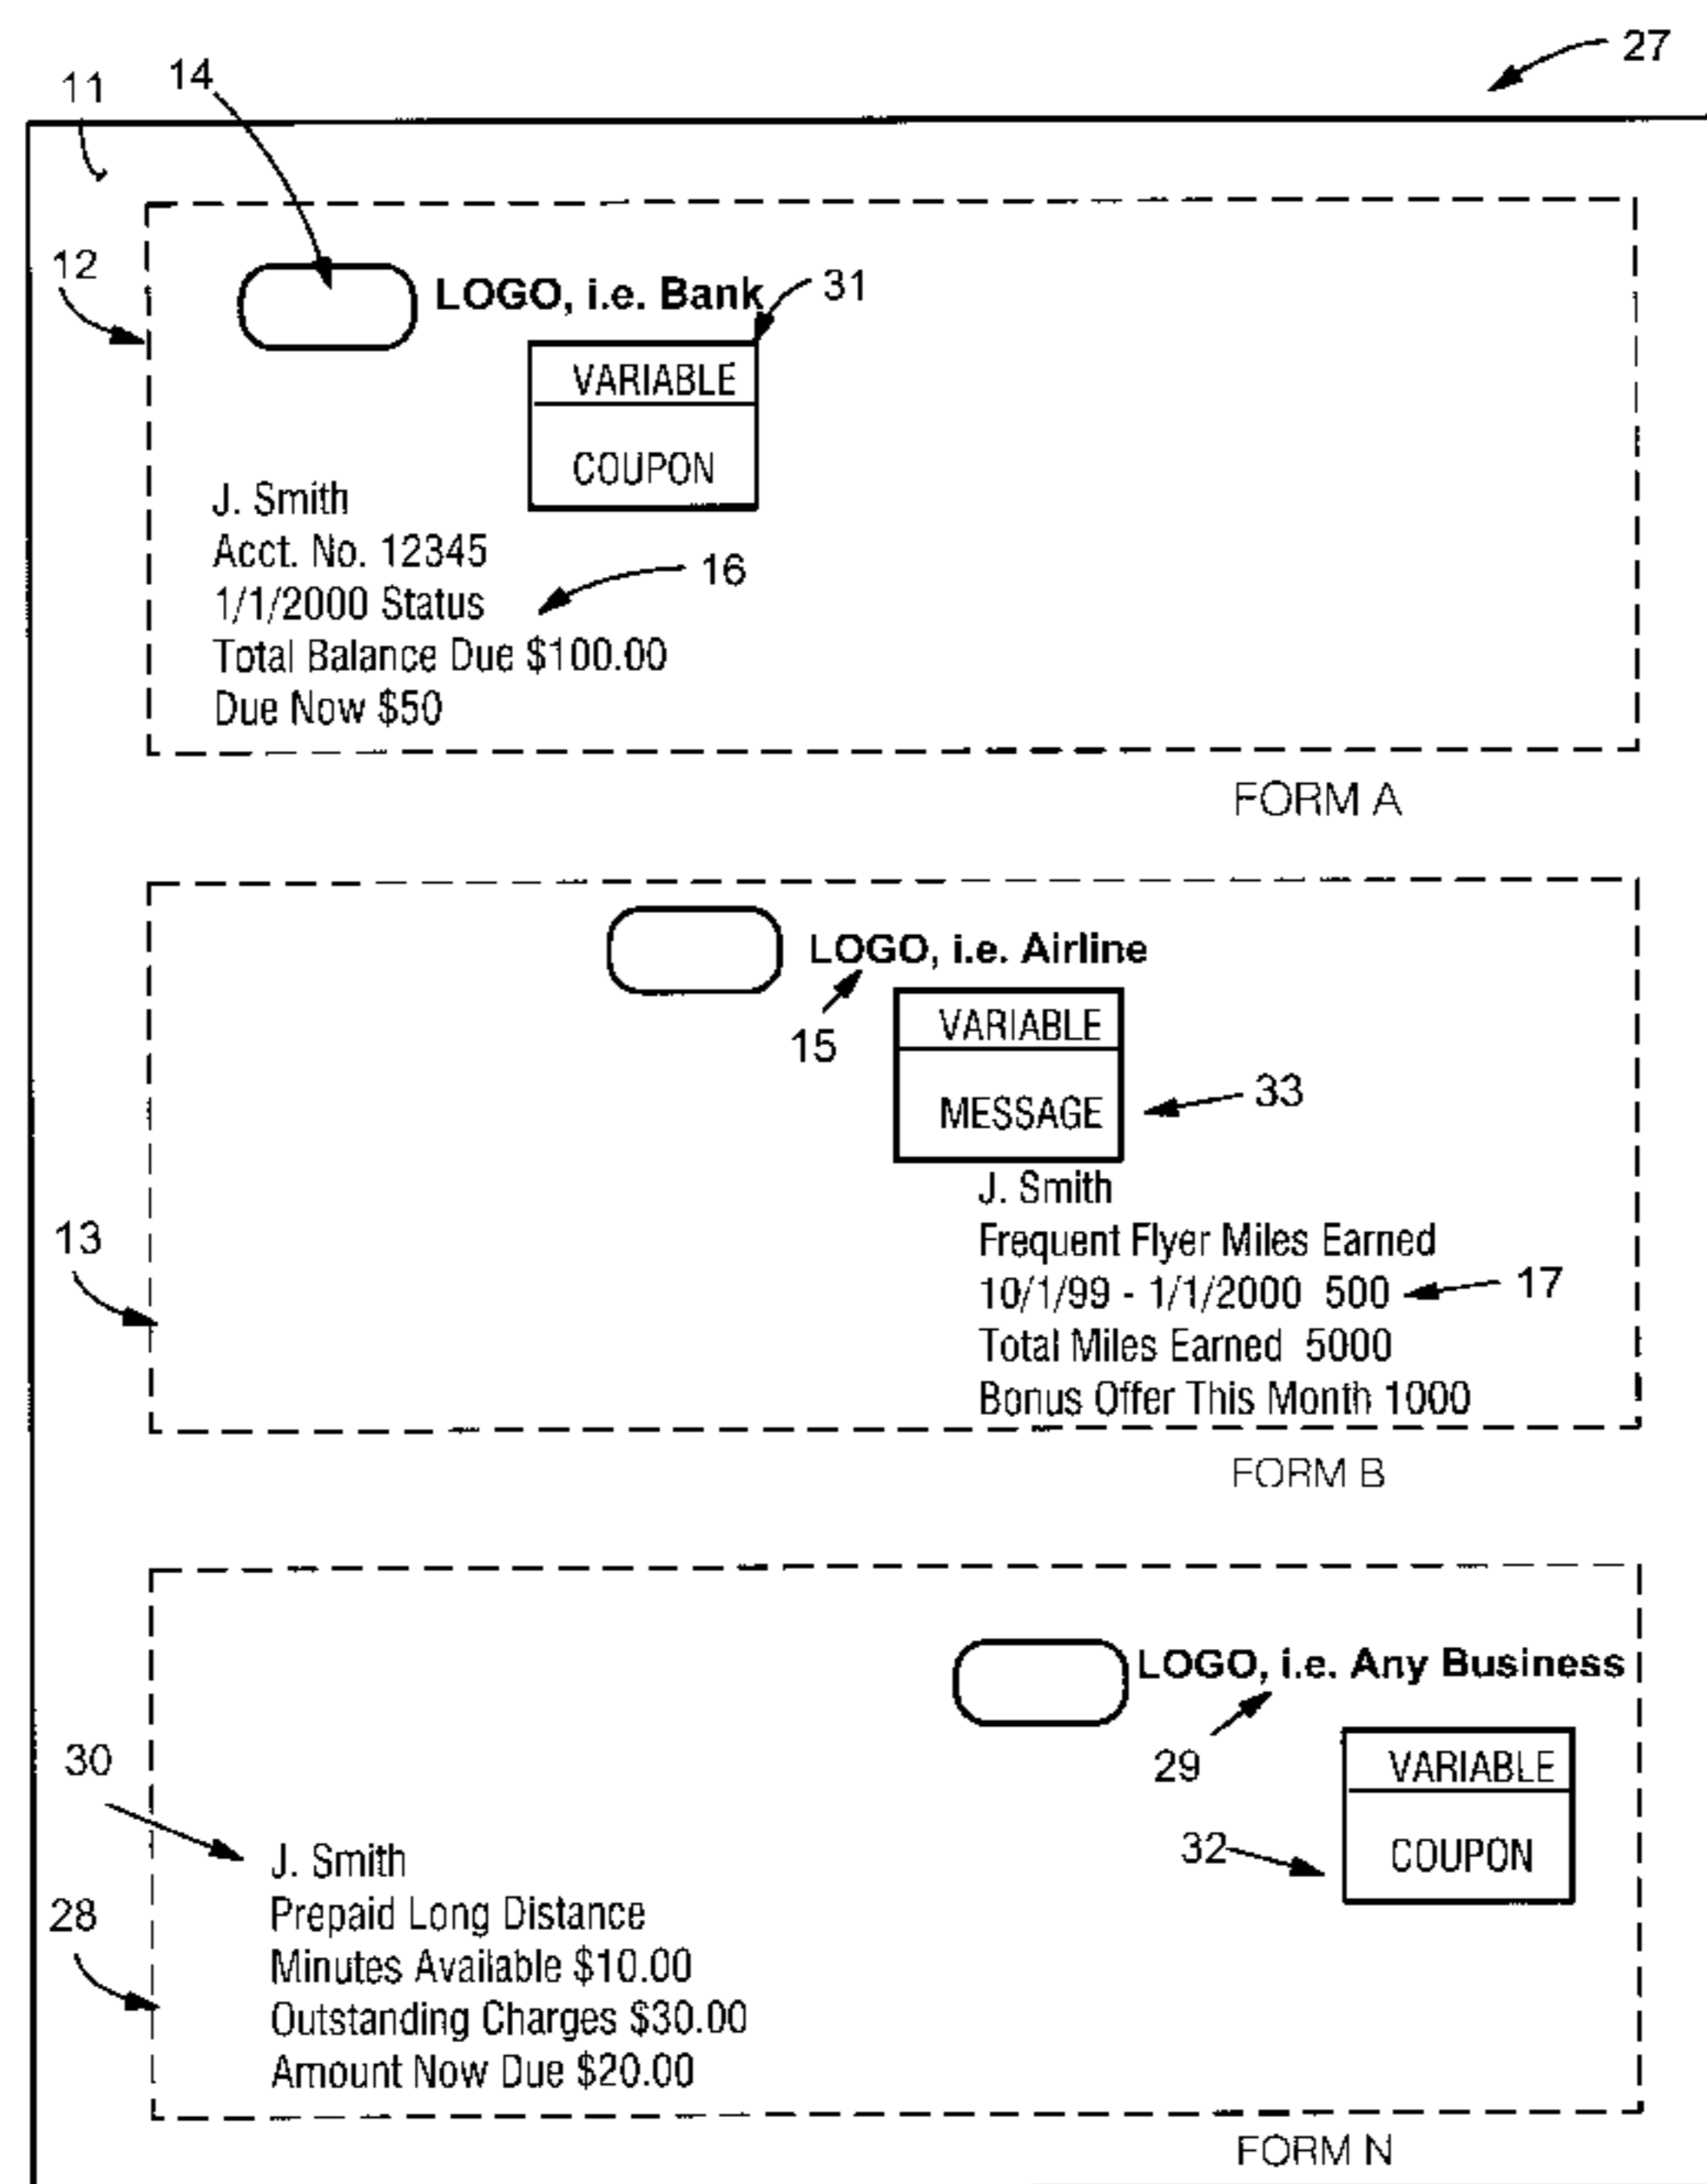 27
14
11
12
LOGO, i.e. Bank
31
VARIABLE
COUPON
J. Smith
Acct. No. 12345
16
1/1/2000 Status
Total Balance Due $100.00
Due Now $50
FORM A
LOGO, i.e. Airline
15
VARIABLE
MESSAGE
33
J. Smith
13
Frequent Flyer Miles Earned
10/1/99 - 1/1/2000 500
17
Total Miles Earned 5000
Bonus Offer This Month 1000
FORM B
LOGO, i.e. Any Business
29
30
VARIABLE
COUPON
32
J. Smith
28
Prepaid Long Distance
Minutes Available $10.00
Outstanding Charges $30.00
Amount Now Due $20.00
FORM N